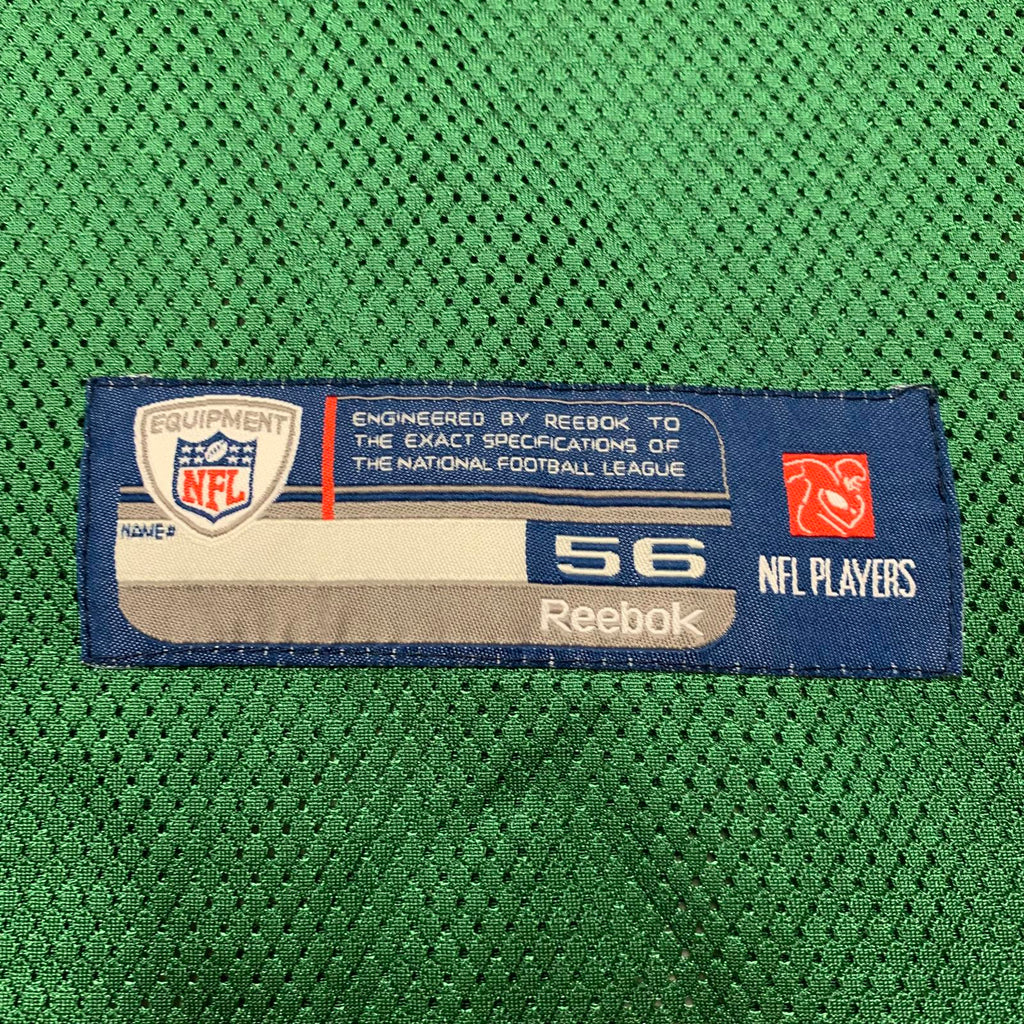 EQUIPMENT
NFL
ENGINEERED BY REEBOK TO
THE EXACT SPECIFICATIONS OF
THE NATIONAL FOOTBALL LEAGUE
NAME#
56
Reebok
NFL PLAYERS